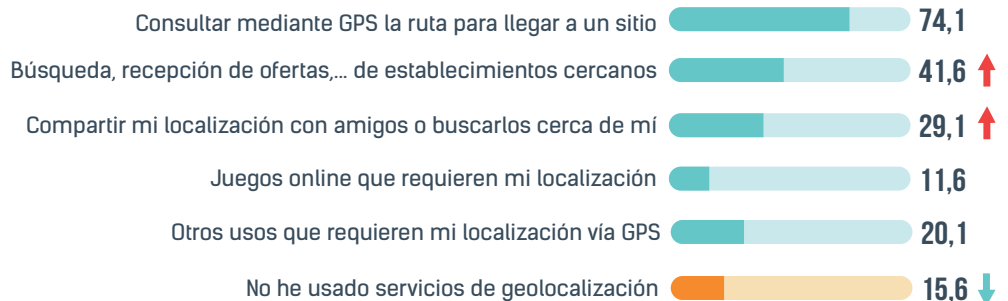 Consultar mediante GPS la ruta para llegar a un sitio 74,1
Búsqueda, recepción de ofertas,... de establecimientos cercanos 41,6
Compartir mi localización con amigos o buscarlos cerca de mí 29,1
Juegos online que requieren mi localización 11,6
Otros usos que requieren mi localización vía GPS 20,1
No he usado servicios de geolocalización 15,6